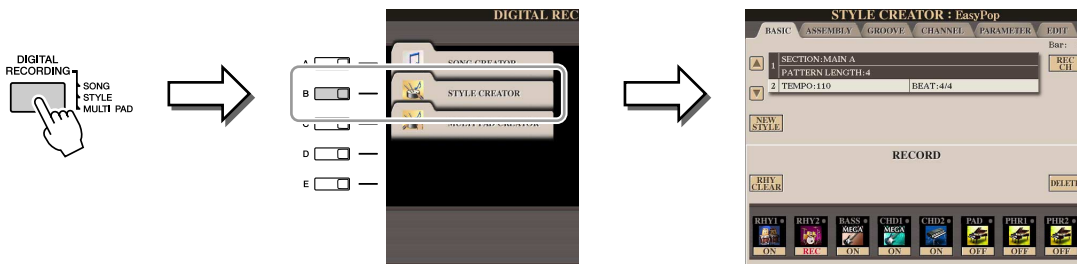 DIGITAL
RECORDING
SONG
STYLE
MULTI PAD
DIGITAL REC
A
SONG CREATOR
B
STYLE CREATOR
C
MULTI PAD CREATOR
D
E
STYLE CREATOR : EasyPop
BASIC ASSEMBLY GROOVE CHANNEL PARAMETER EDIT
Bar:
1 SECTION:MAIN A
PATTERN LENGTH:4
REC
CH
2 TEMPO:110 BEAT:4/4
NEW
STYLE
RECORD
RHY
CLEAR
DELETE
RHY1 RHY2 BASS CHD1 CHD2 PAD PHR1 PHR2
MEGA MEGA
ON REC ON ON ON OFF OFF OFF